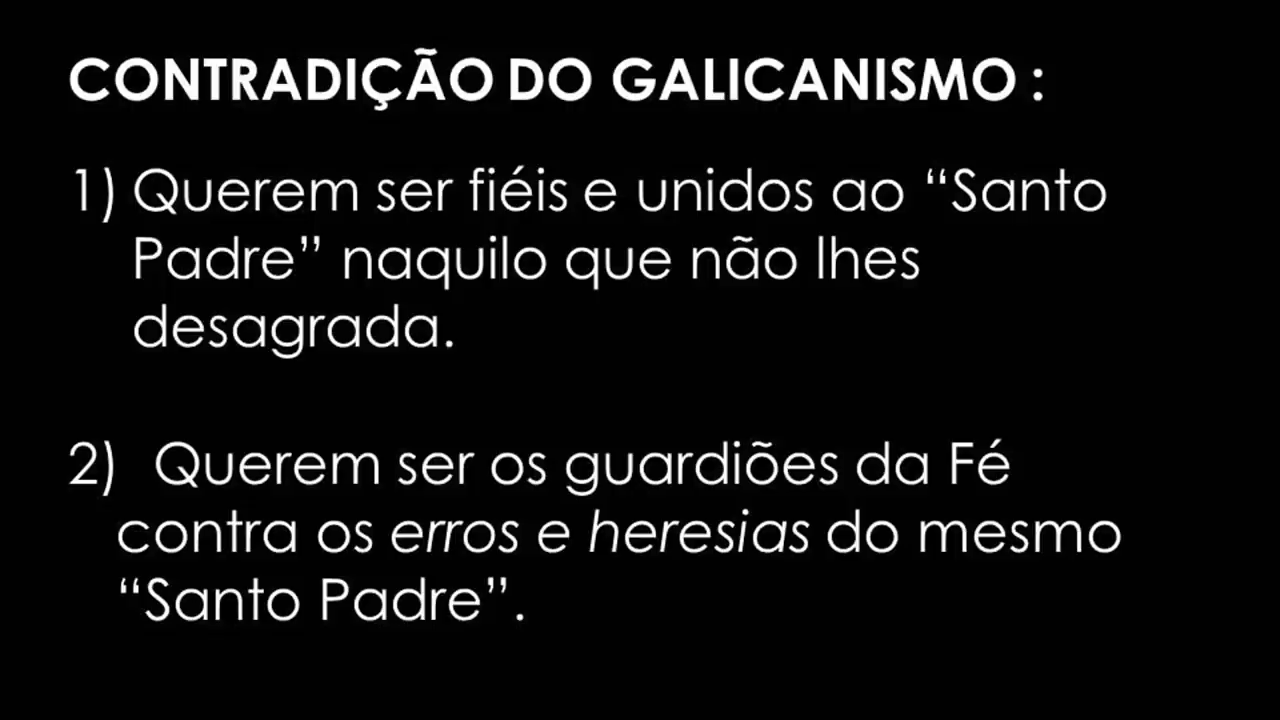 CONTRADIÇÃO DO GALICANISMO :
1) Querem ser fiéis e unidos ao “Santo
Padre” naquilo que não lhes
desagrada.
2) Querem ser os guardiões da Fé
contra os erros e heresias do mesmo
“Santo Padre”.